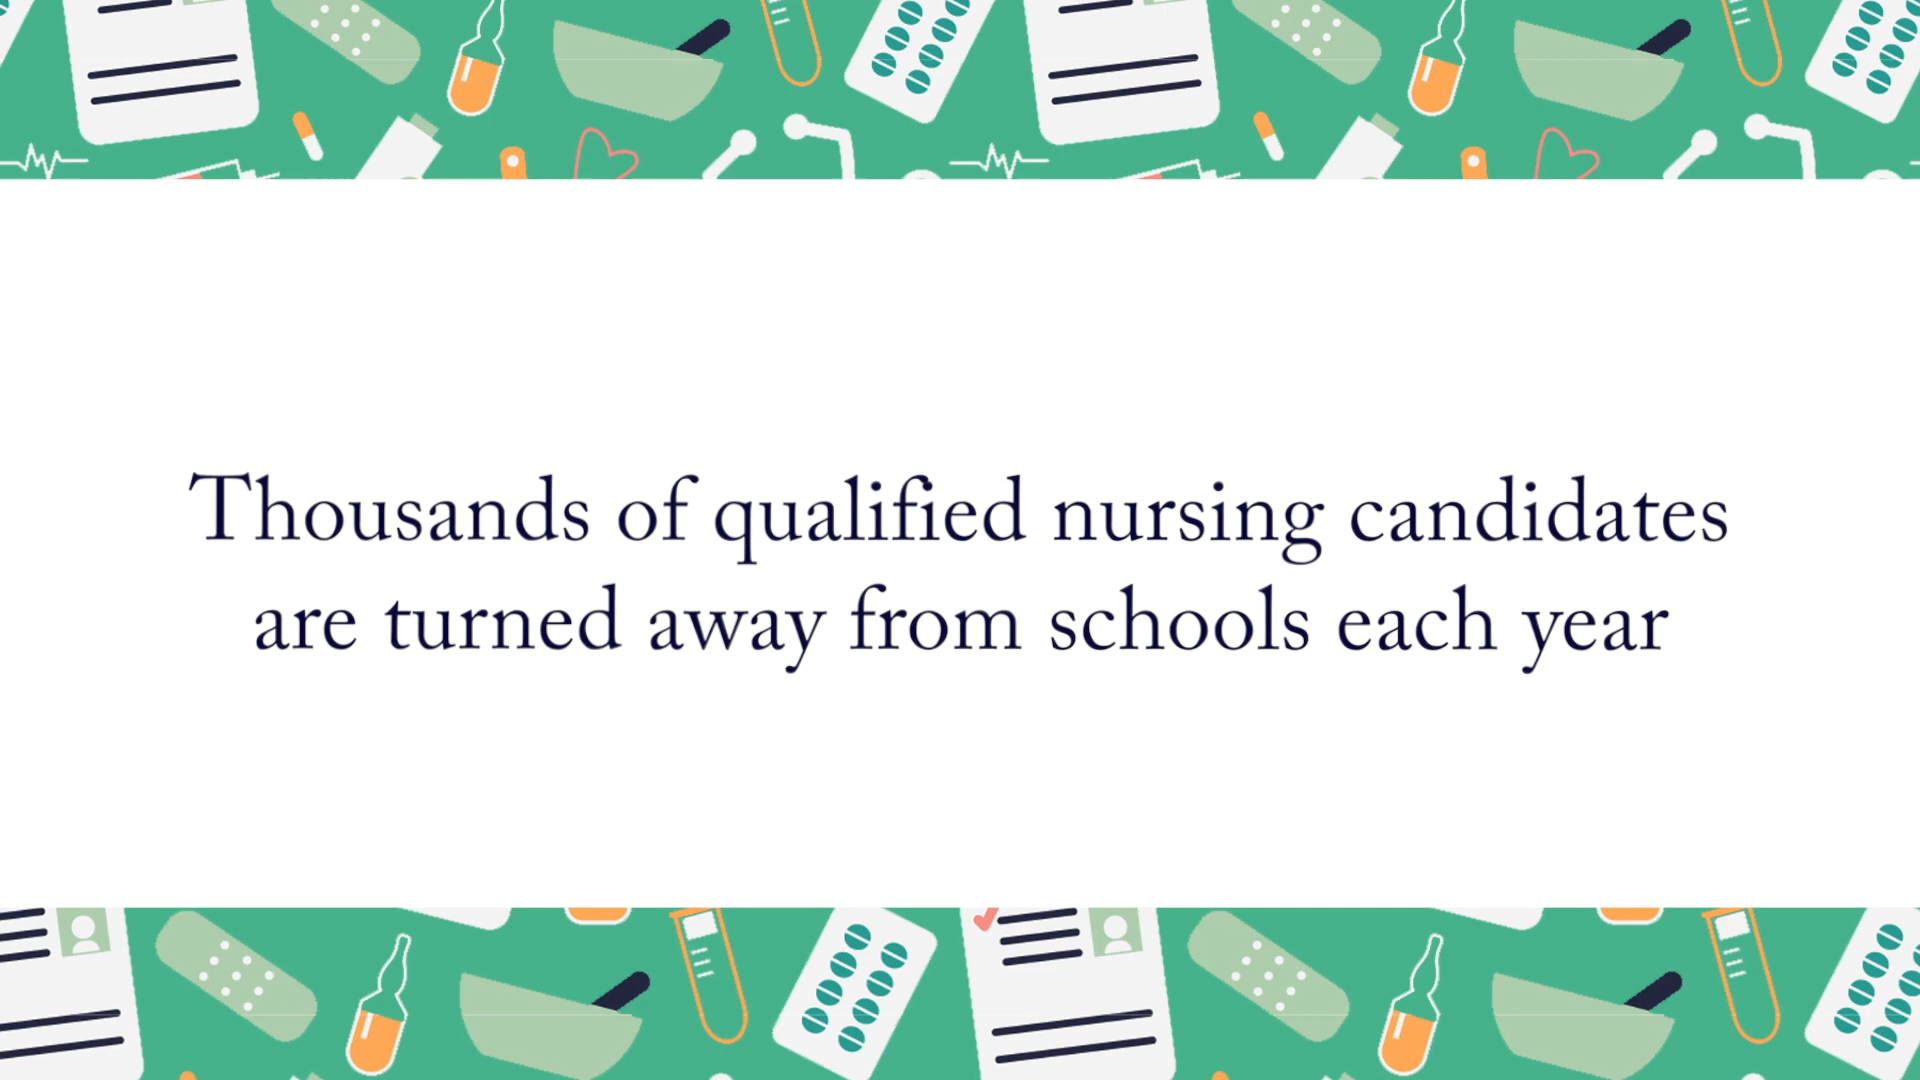 Thousands of qualified nursing candidates
are turned away from schools each year